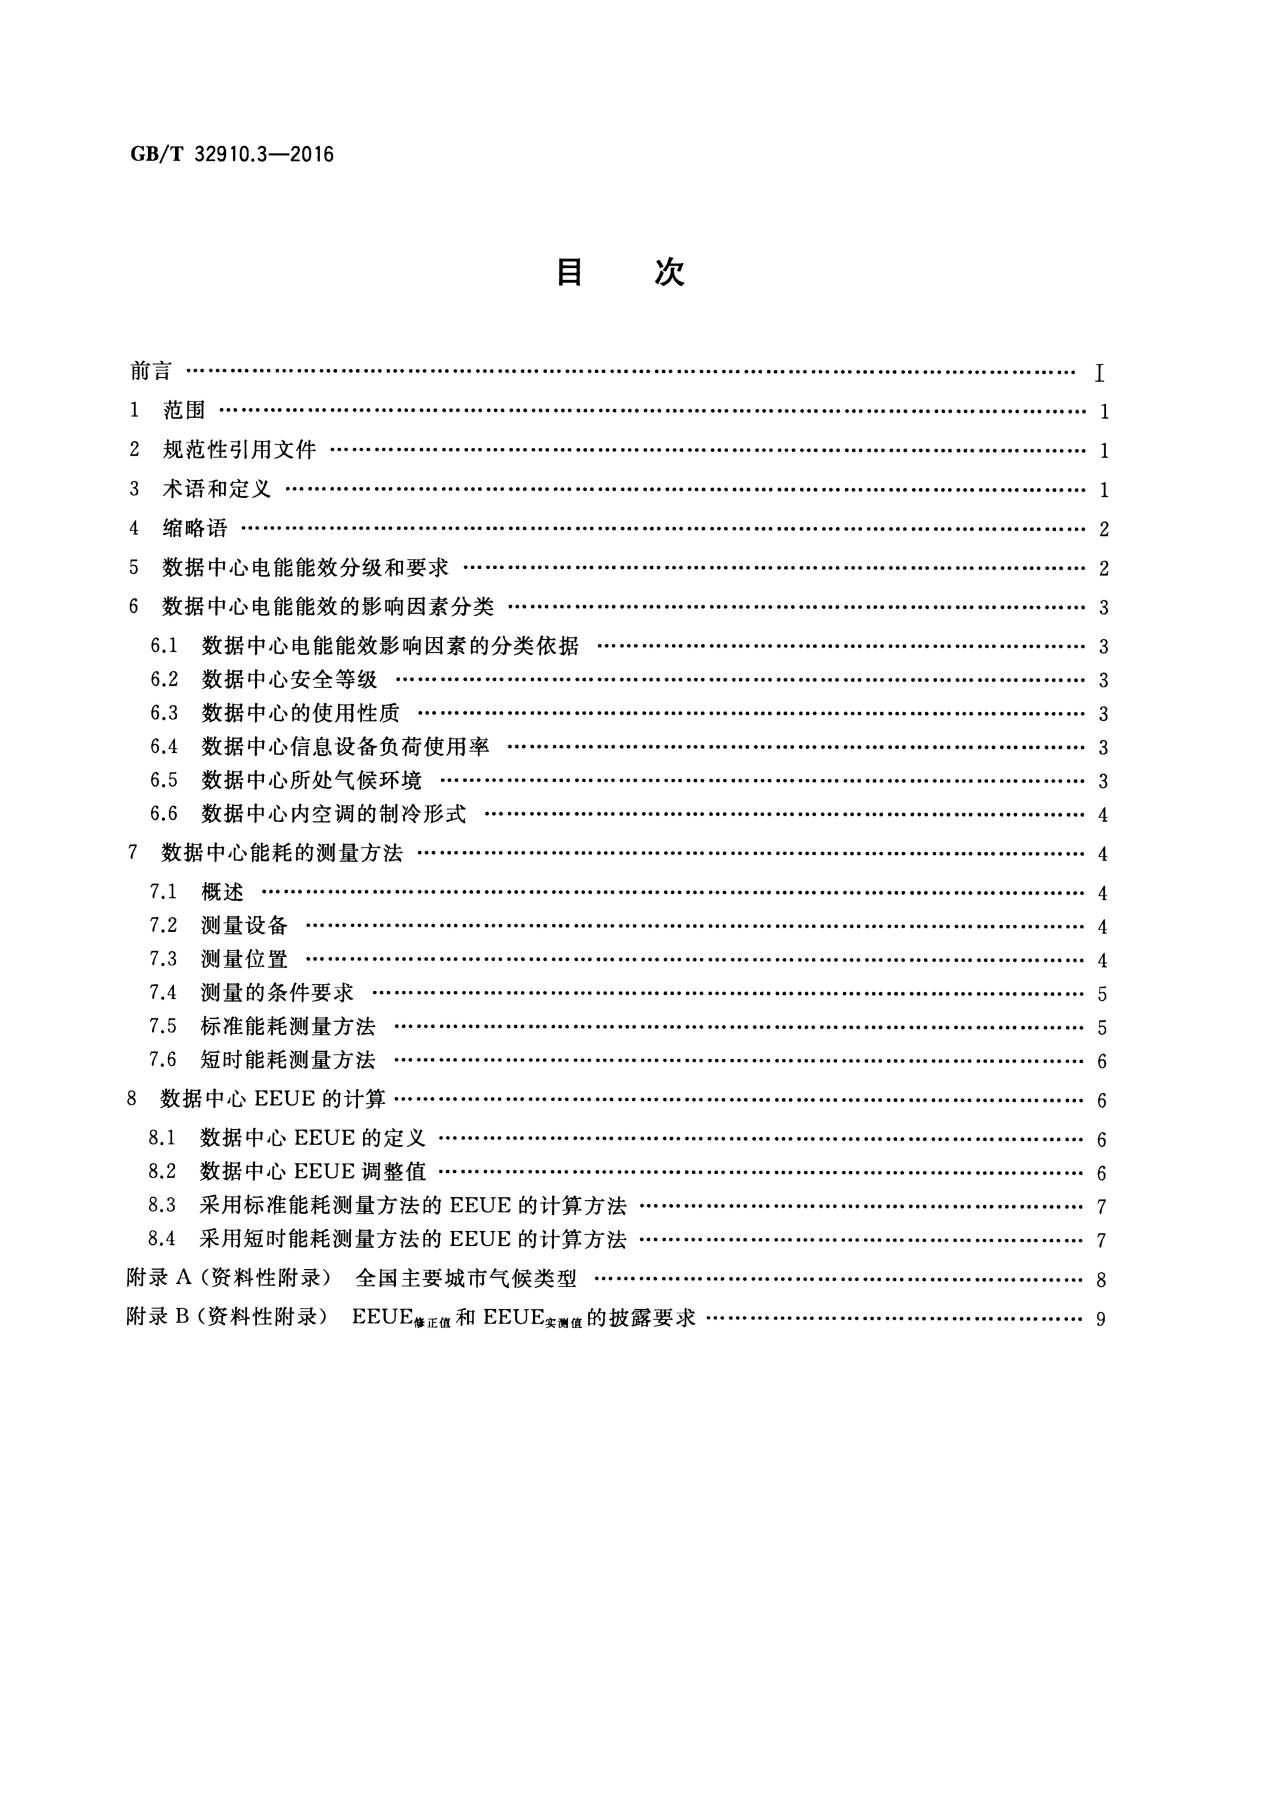 GB/T 32910.3—2016
目 次
前言 …… Ⅰ
1 范围 …… 1
2 规范性引用文件 …… 1
3 术语和定义 …… 1
4 缩略语 …… 2
5 数据中心电能能效分级和要求 …… 2
6 数据中心电能能效的影响因素分类 …… 3
6.1 数据中心电能能效影响因素的分类依据 …… 3
6.2 数据中心安全等级 …… 3
6.3 数据中心的使用性质 …… 3
6.4 数据中心信息设备负荷使用率 …… 3
6.5 数据中心所处气候环境 …… 3
6.6 数据中心内空调的制冷形式 …… 4
7 数据中心能耗的测量方法 …… 4
7.1 概述 …… 4
7.2 测量设备 …… 4
7.3 测量位置 …… 4
7.4 测量的条件要求 …… 5
7.5 标准能耗测量方法 …… 5
7.6 短时能耗测量方法 …… 6
8 数据中心 EEUE 的计算 …… 6
8.1 数据中心 EEUE 的定义 …… 6
8.2 数据中心 EEUE 调整值 …… 6
8.3 采用标准能耗测量方法的 EEUE 的计算方法 …… 7
8.4 采用短时能耗测量方法的 EEUE 的计算方法 …… 7
附录 A（资料性附录） 全国主要城市气候类型 …… 8
附录 B（资料性附录） EEUE修正值和 EEUE实测值的披露要求 …… 9